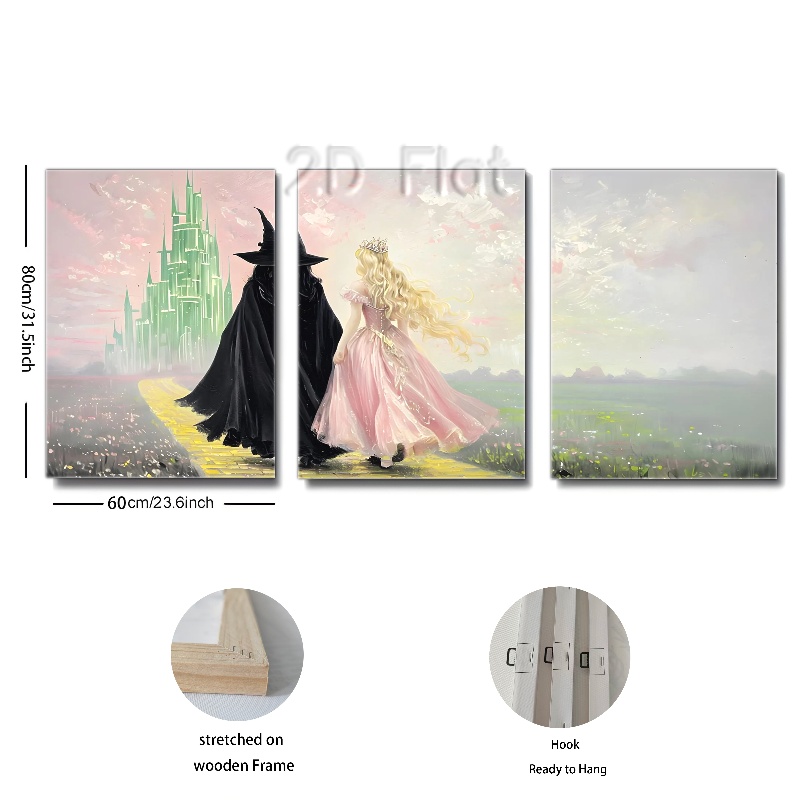 2D Flat
80cm/31.5inch
60cm/23.6inch
stretched on
wooden Frame
Hook
Ready to Hang